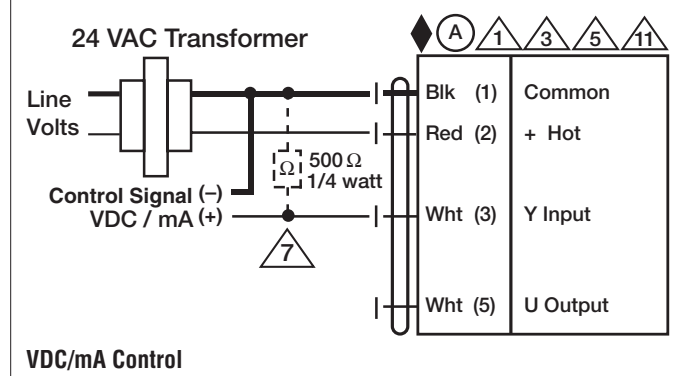 24 VAC Transformer
A 1 3 5 11
Line
Volts
Blk (1) Common
Red (2) + Hot
Ω 500 Ω
1/4 watt
Control Signal (–)
VDC / mA (+)
Wht (3) Y Input
7
Wht (5) U Output
VDC/mA Control